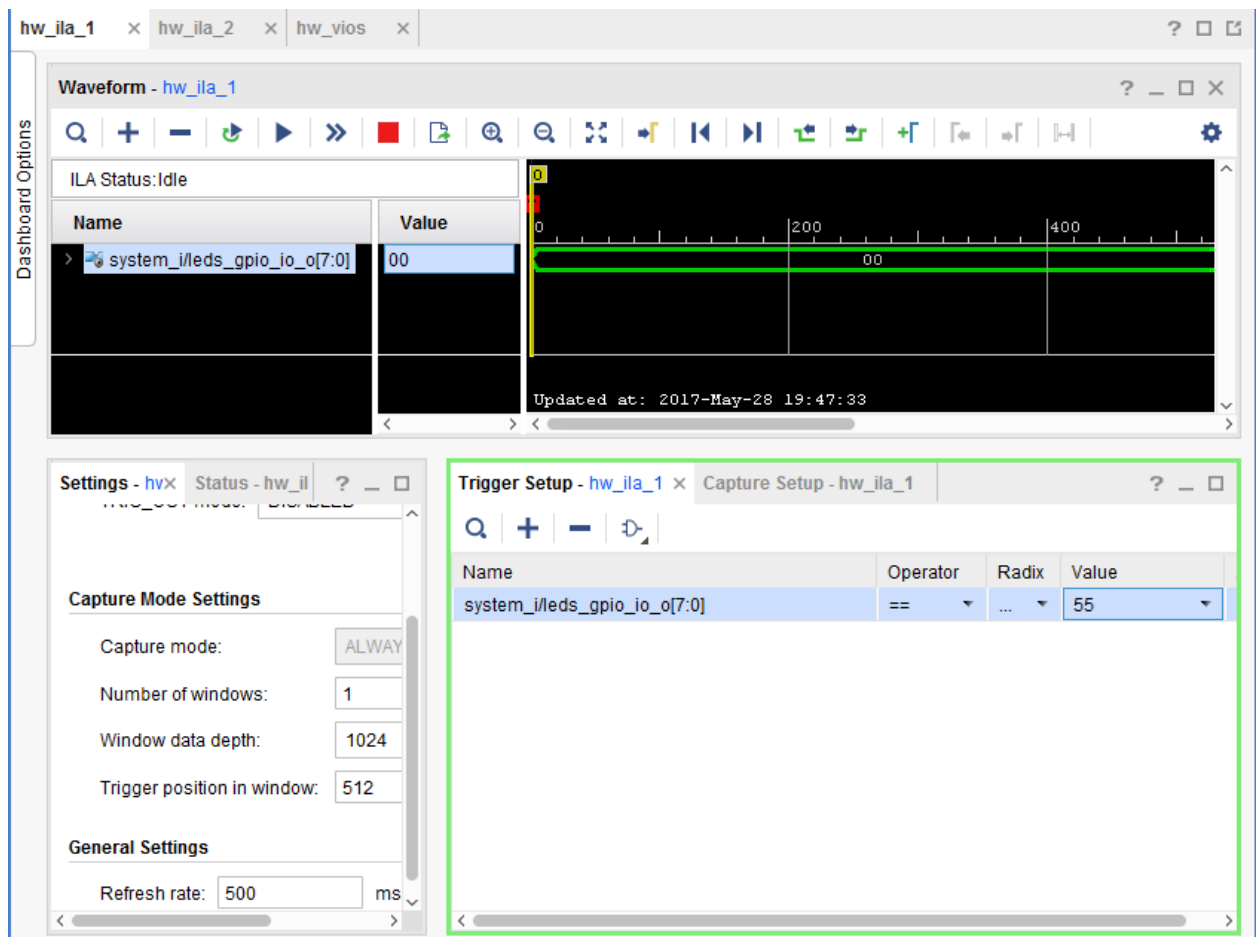 hw_ila_1 hw_ila_2 hw_vios
Dashboard Options
Waveform - hw_ila_1
ILA Status:Idle
Name Value
system_i/leds_gpio_io_o[7:0] 00
0
0 200 400
00
Updated at: 2017-May-28 19:47:33
Settings - hv Status - hw_il
Trigger Setup - hw_ila_1 Capture Setup - hw_ila_1
Capture Mode Settings
Capture mode: ALWAY
Number of windows: 1
Window data depth: 1024
Trigger position in window: 512
General Settings
Refresh rate: 500 ms
Name Operator Radix Value
system_i/leds_gpio_io_o[7:0] == ... 55